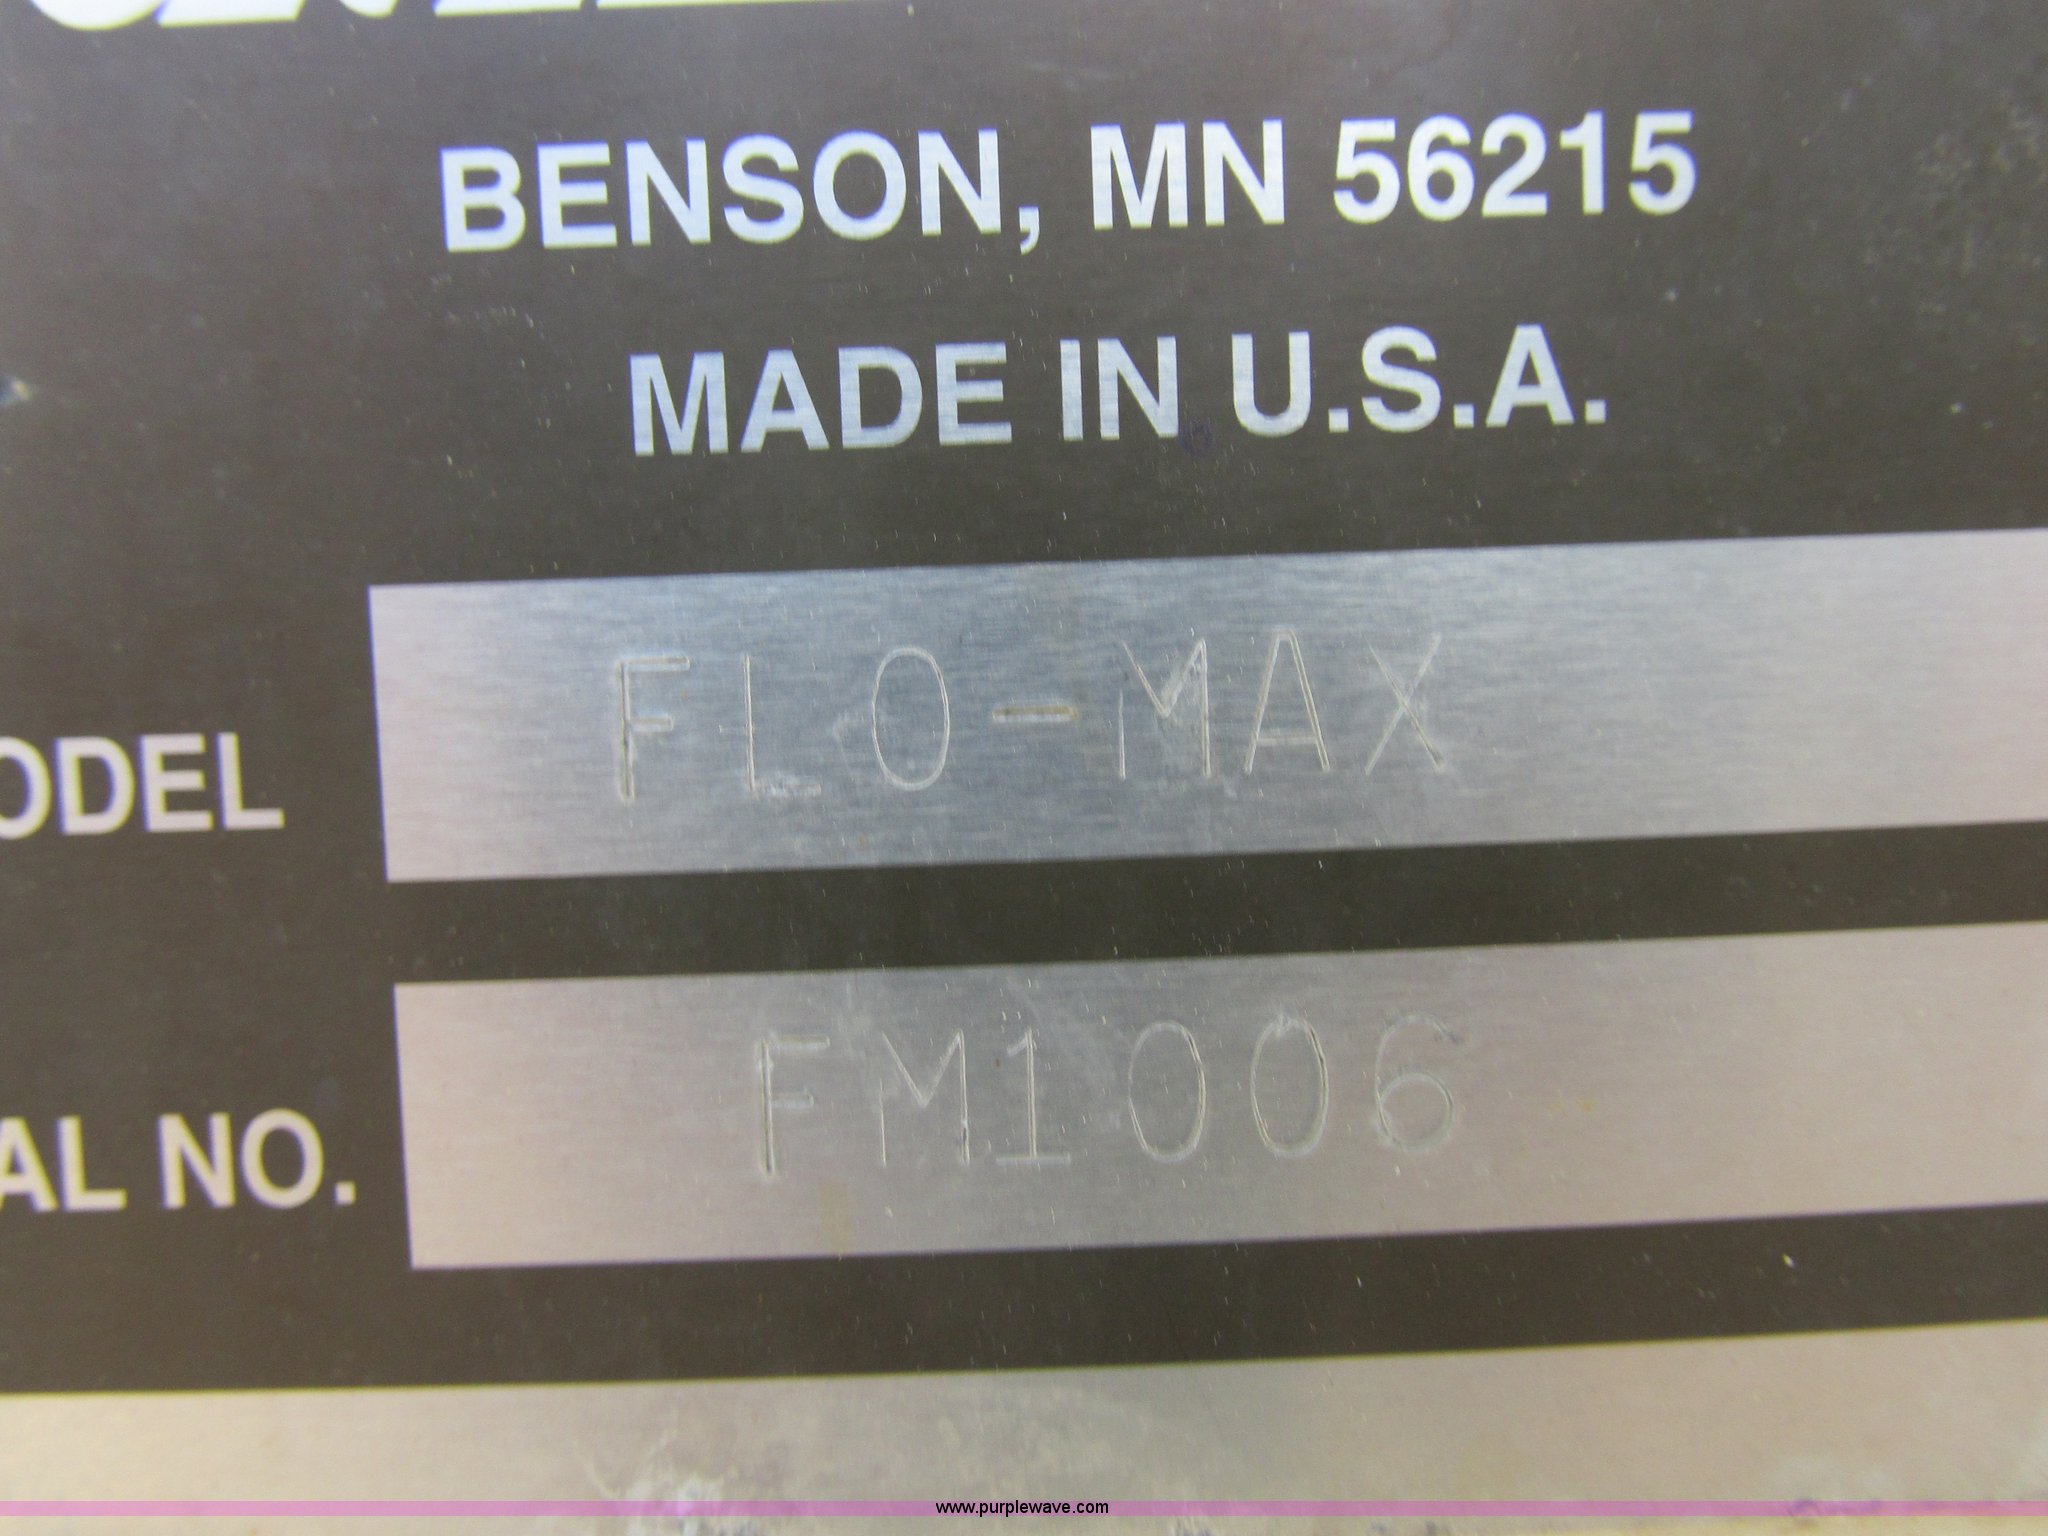 BENSON, MN 56215
MADE IN U.S.A.
ODEL FLO-MAX
AL NO. FM1006
www.purplewave.com